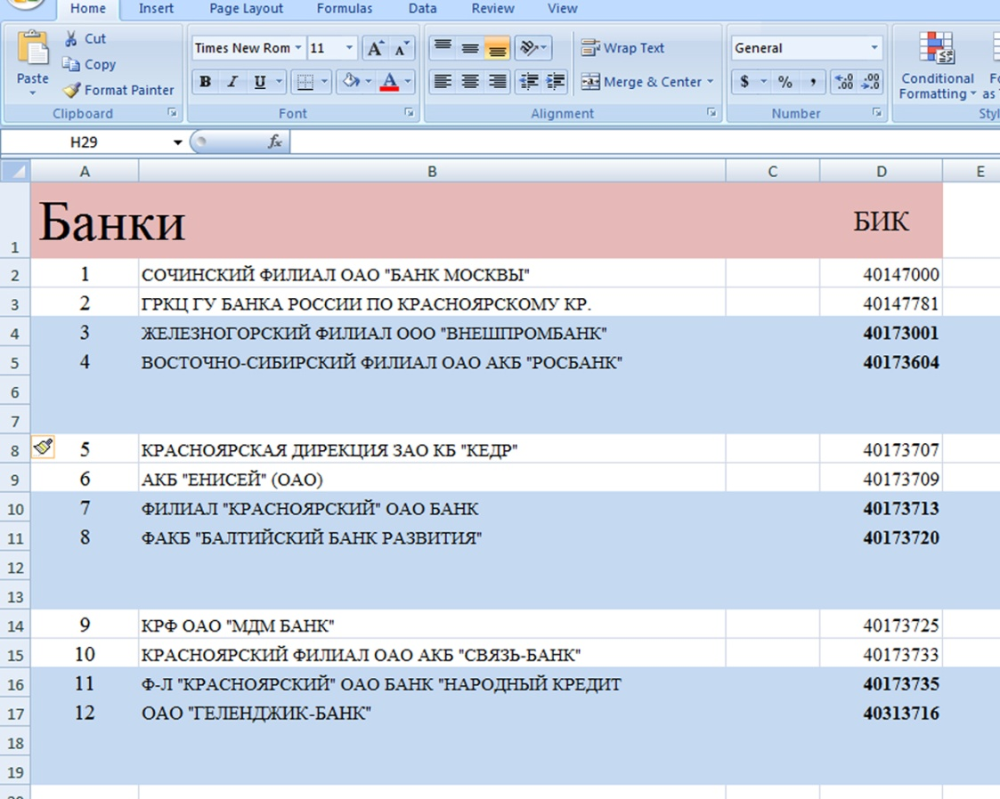 Home Insert Page Layout Formulas Data Review View
Cut
Copy
Format Painter
Paste
Clipboard
Times New Rom 11
B I U
Font
Wrap Text
Merge & Center
Alignment
General
$ % ,
Number
Conditional
Formatting as
H29 fx
A B C D E
1 Банки БИК
2 1 СОЧИНСКИЙ ФИЛИАЛ ОАО "БАНК МОСКВЫ" 40147000
3 2 ГРКЦ ГУ БАНКА РОССИИ ПО КРАСНОЯРСКОМУ КР. 40147781
4 3 ЖЕЛЕЗНОГОРСКИЙ ФИЛИАЛ ООО "ВНЕШПРОМБАНК" 40173001
5 4 ВОСТОЧНО-СИБИРСКИЙ ФИЛИАЛ ОАО АКБ "РОСБАНК" 40173604
6
7
8 5 КРАСНОЯРСКАЯ ДИРЕКЦИЯ ЗАО КБ "КЕДР" 40173707
9 6 АКБ "ЕНИСЕЙ" (ОАО) 40173709
10 7 ФИЛИАЛ "КРАСНОЯРСКИЙ" ОАО БАНК 40173713
11 8 ФАКБ "БАЛТИЙСКИЙ БАНК РАЗВИТИЯ" 40173720
12
13
14 9 КРФ ОАО "МДМ БАНК" 40173725
15 10 КРАСНОЯРСКИЙ ФИЛИАЛ ОАО АКБ "СВЯЗЬ-БАНК" 40173733
16 11 Ф-Л "КРАСНОЯРСКИЙ" ОАО БАНК "НАРОДНЫЙ КРЕДИТ 40173735
17 12 ОАО "ГЕЛЕНДЖИК-БАНК" 40313716
18
19